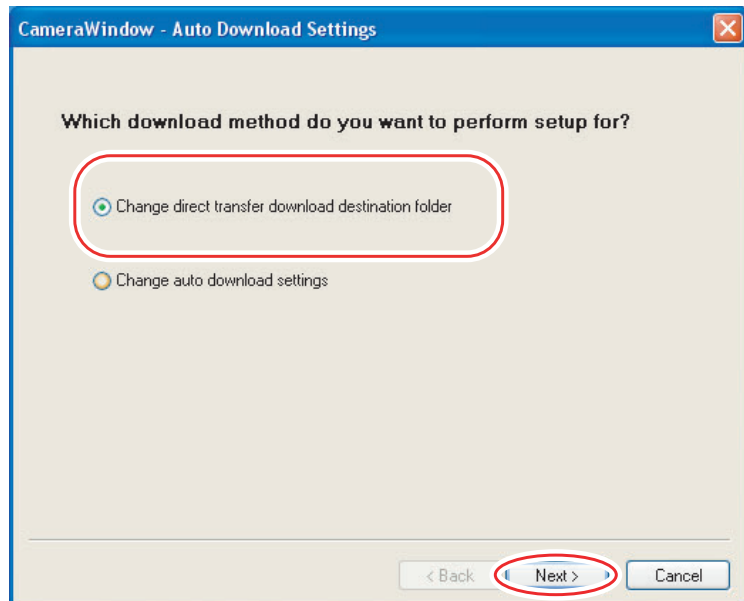 CameraWindow - Auto Download Settings
Which download method do you want to perform setup for?
Change direct transfer download destination folder
Change auto download settings
< Back
Next >
Cancel